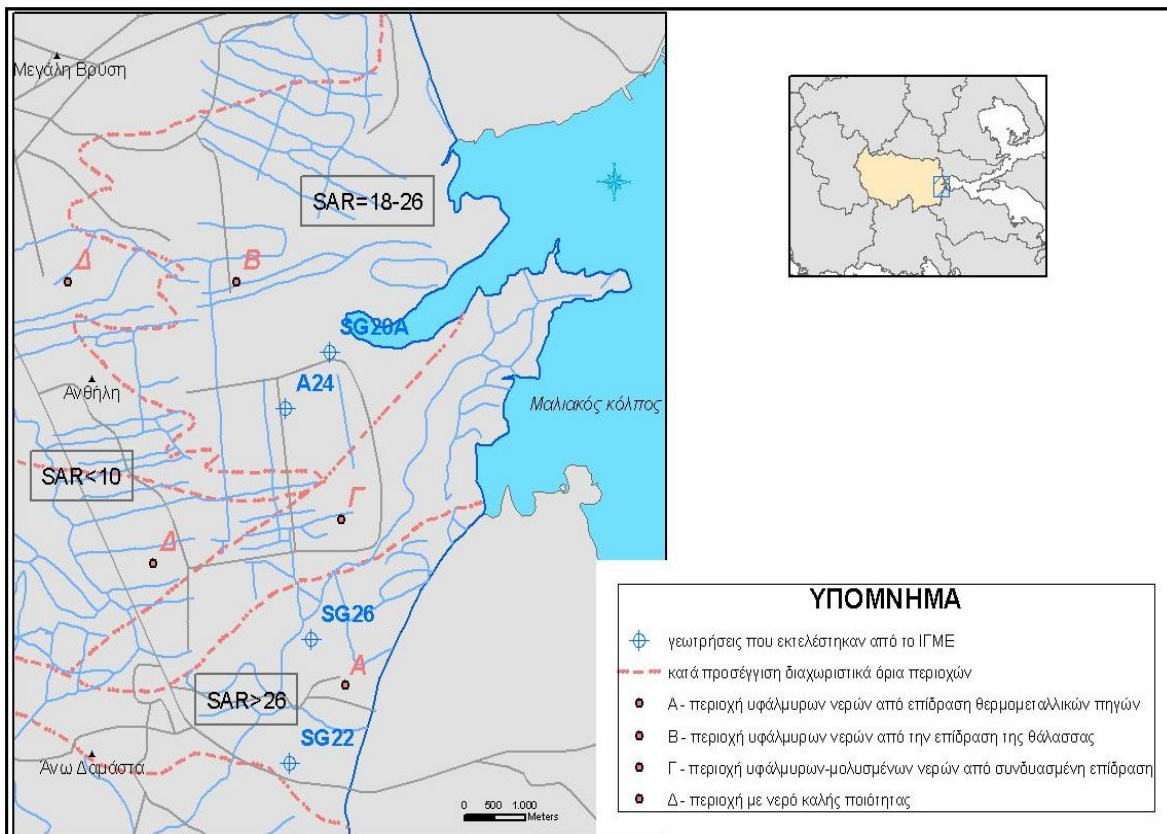 Μεγάλη Βρύση
SAR=18-26
Δ
Β
SG20A
Α24
Ανθήλη
Μαλιακός κόλπος
SAR<10
Γ
Δ
SG26
Α
SAR>26
SG22
Άνω Δαμάστα
0 500 1.000
Meters
ΥΠΟΜΝΗΜΑ
γεωτρήσεις που εκτελέστηκαν από το ΙΓΜΕ
κατά προσέγγιση διαχωριστικά όρια περιοχών
Α - περιοχή υφάλμυρων νερών από επίδραση θερμομεταλλικών πηγών
Β - περιοχή υφάλμυρων νερών από την επίδραση της θάλασσας
Γ - περιοχή υφάλμυρων-μολυσμένων νερών από συνδυασμένη επίδραση
Δ - περιοχή με νερό καλής ποιότητας